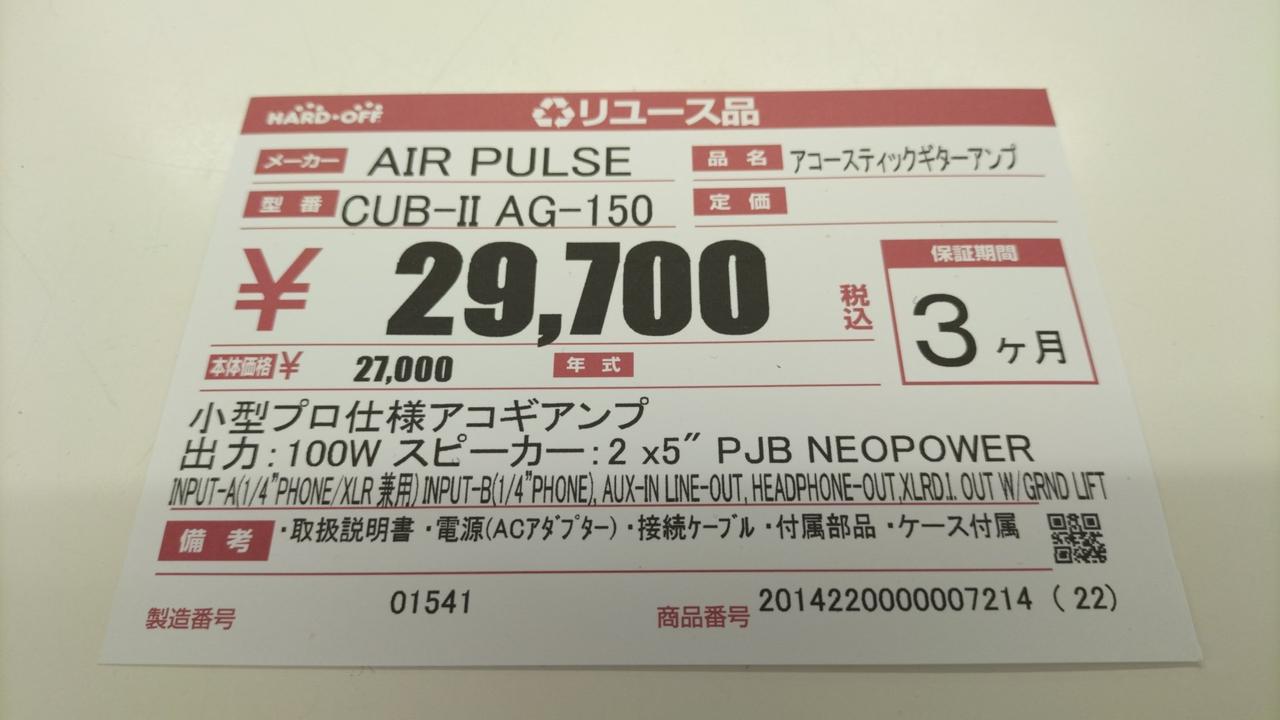 HARD・OFF リユース品
メーカー AIR PULSE 品名 アコースティックギターアンプ
型番 CUB-II AG-150 定価
¥ 29,700 税込 保証期間
3ヶ月
本体価格 ¥ 27,000 年式
小型プロ仕様アコギアンプ
出力:100W スピーカー:2 x5" PJB NEOPOWER
INPUT-A(1/4"PHONE/XLR 兼用) INPUT-B(1/4"PHONE), AUX-IN LINE-OUT, HEADPHONE-OUT,XLRD.I. OUT W/GRND LIFT
備考 ・取扱説明書 ・電源(ACアダプター) ・接続ケーブル ・付属部品 ・ケース付属
製造番号 01541 商品番号 2014220000007214 (22)